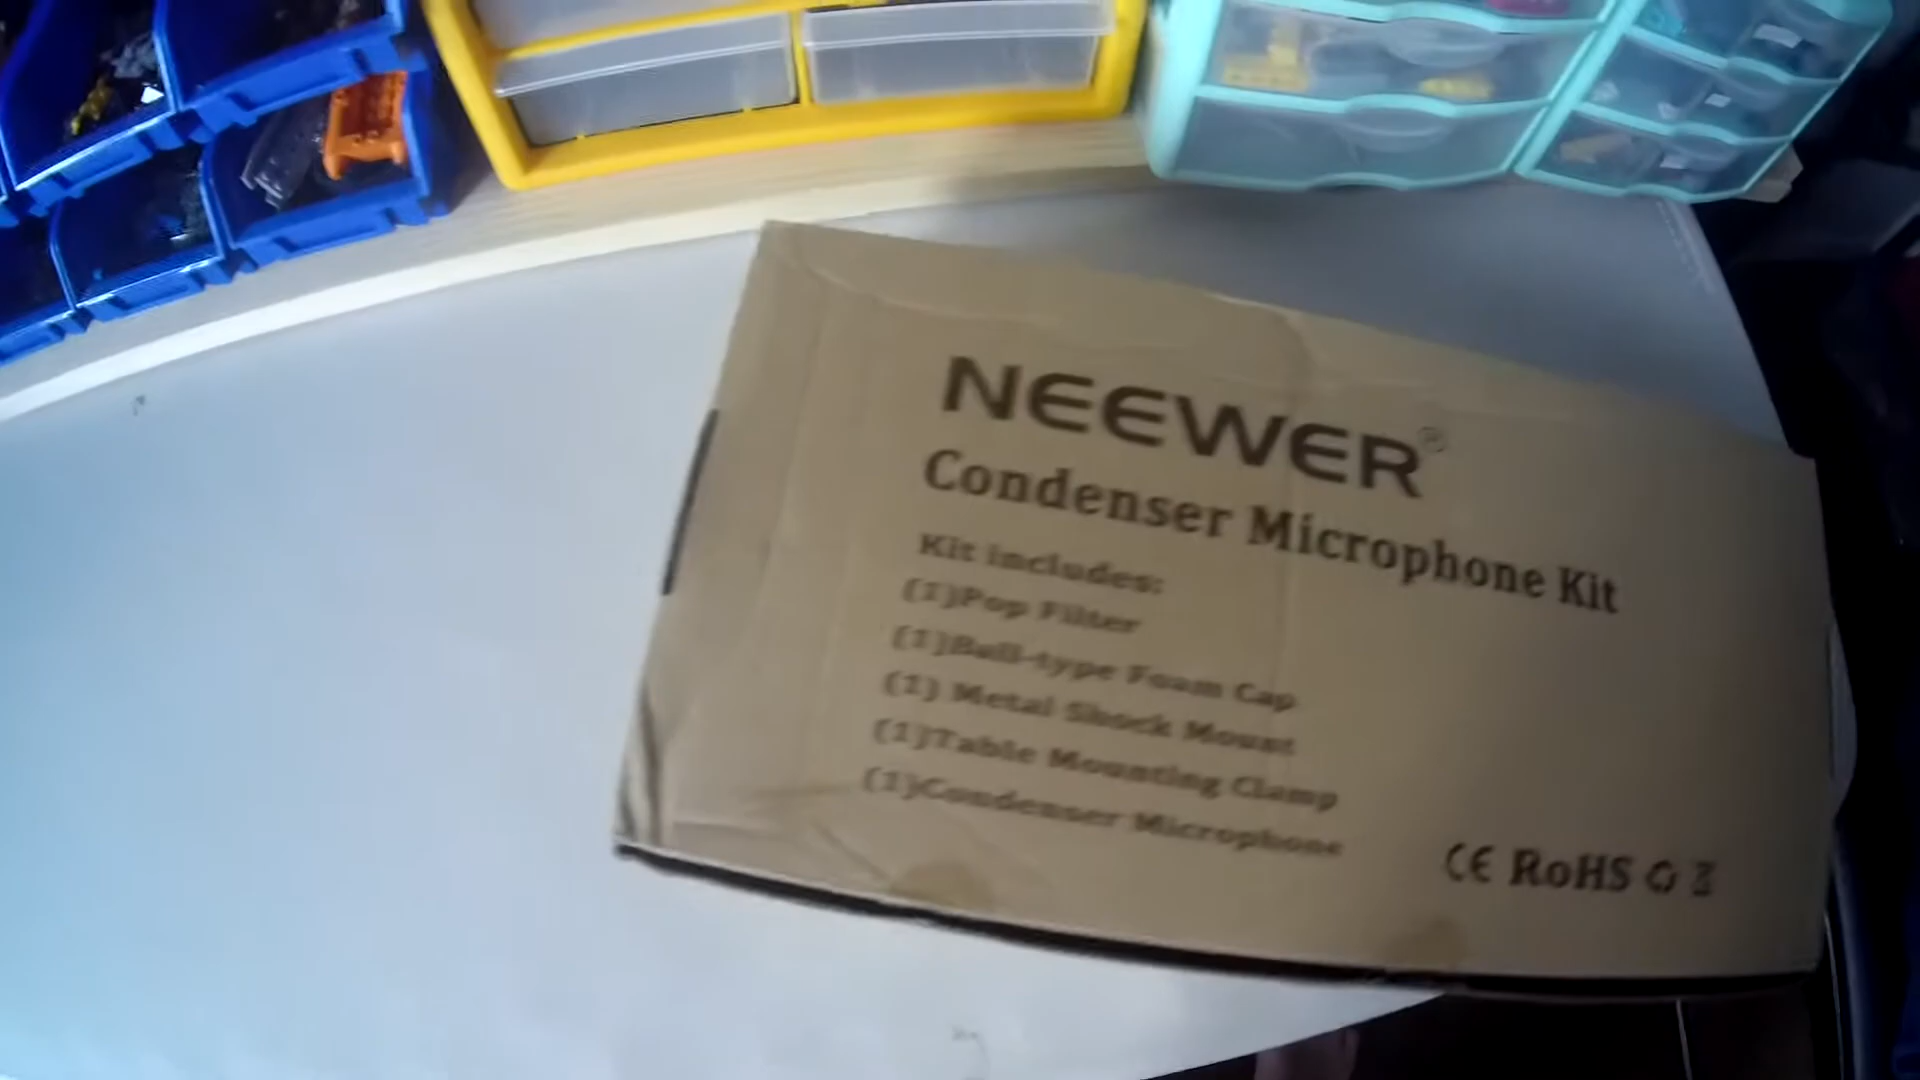 NEEWER®
Condenser Microphone Kit
Kit includes:
(1)Pop Filter
(1)Ball-type Foam Cap
(1) Metal Shock Mount
(1)Table Mounting Clamp
(1)Condenser Microphone
CE RoHS